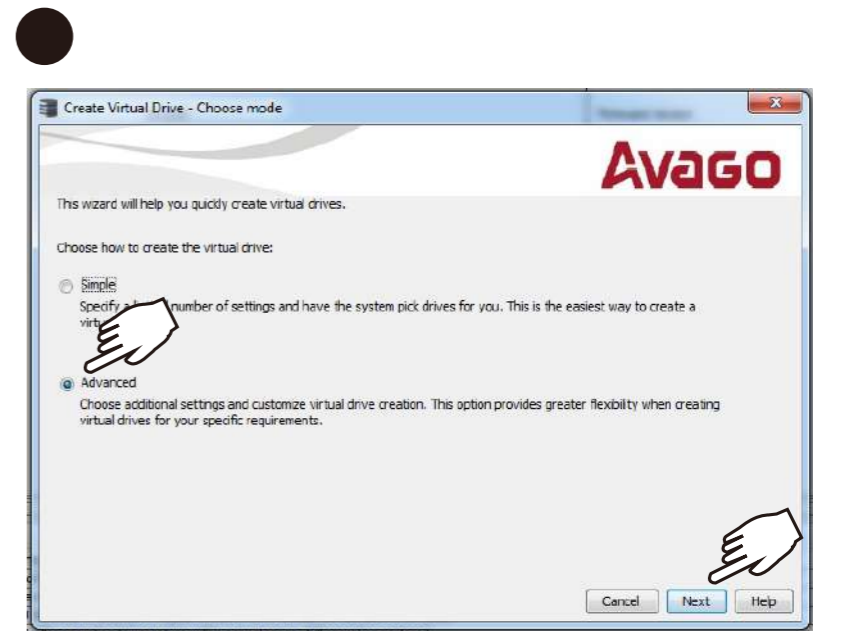 Create Virtual Drive - Choose mode
x
AVAGO
This wizard will help you quickly create virtual drives.
Choose how to create the virtual drive:
Simple
Specify a number of settings and have the system pick drives for you. This is the easiest way to create a
Advanced
Choose additional settings and customize virtual drive creation. This option provides greater flexibility when creating
virtual drives for your specific requirements.
Cancel Next Help